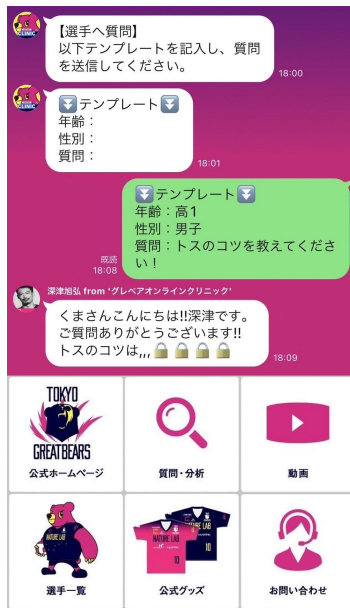 CLINIC
【選手へ質問】
以下テンプレートを記入し、質問
を送信してください。
18:00
CLINIC
⏬テンプレート⏬
年齢：
性別：
質問：
18:01
⏬テンプレート⏬
年齢：高1
性別：男子
質問：トスのコツを教えてくださ
い！
既読
18:08
深津旭弘 from 'グレベアオンラインクリニック'
くまさんこんにちは!!深津です。
ご質問ありがとうございます!!
トスのコツは,,,🔒🔒🔒🔒
18:09
TOKYO
GREATBEARS
公式ホームページ
質問・分析
動画
NATURE LAB
選手一覧
NATURE LAB
10
NATURE LAB
10
公式グッズ
お問い合わせ